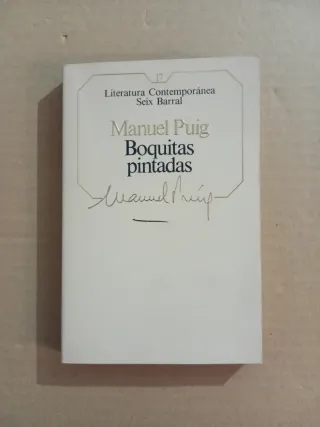 17
Literatura Contemporánea
Seix Barral
Manuel Puig
Boquitas
pintadas
Manuel Puig